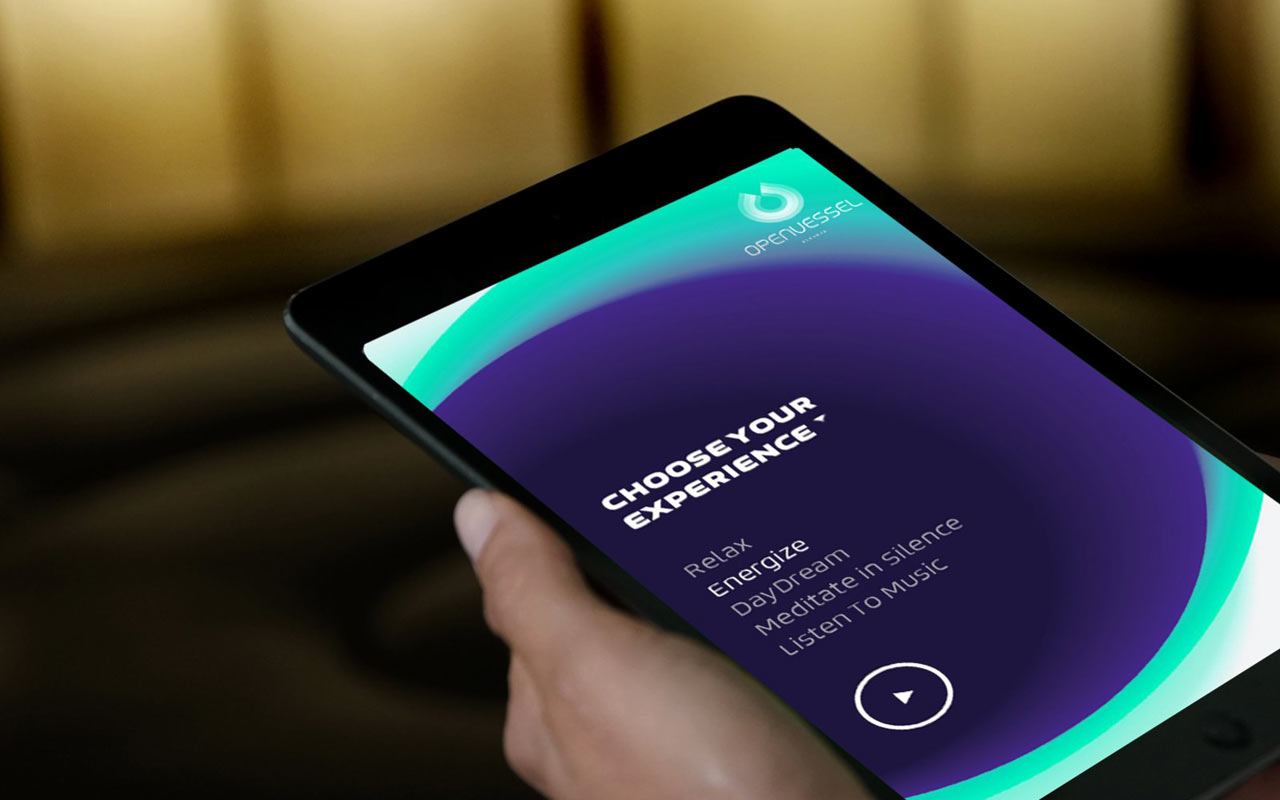 OPENVESSEL
CHOOSE YOUR
EXPERIENCE
Relax
Energize
DayDream
Meditate in silence
Listen To Music